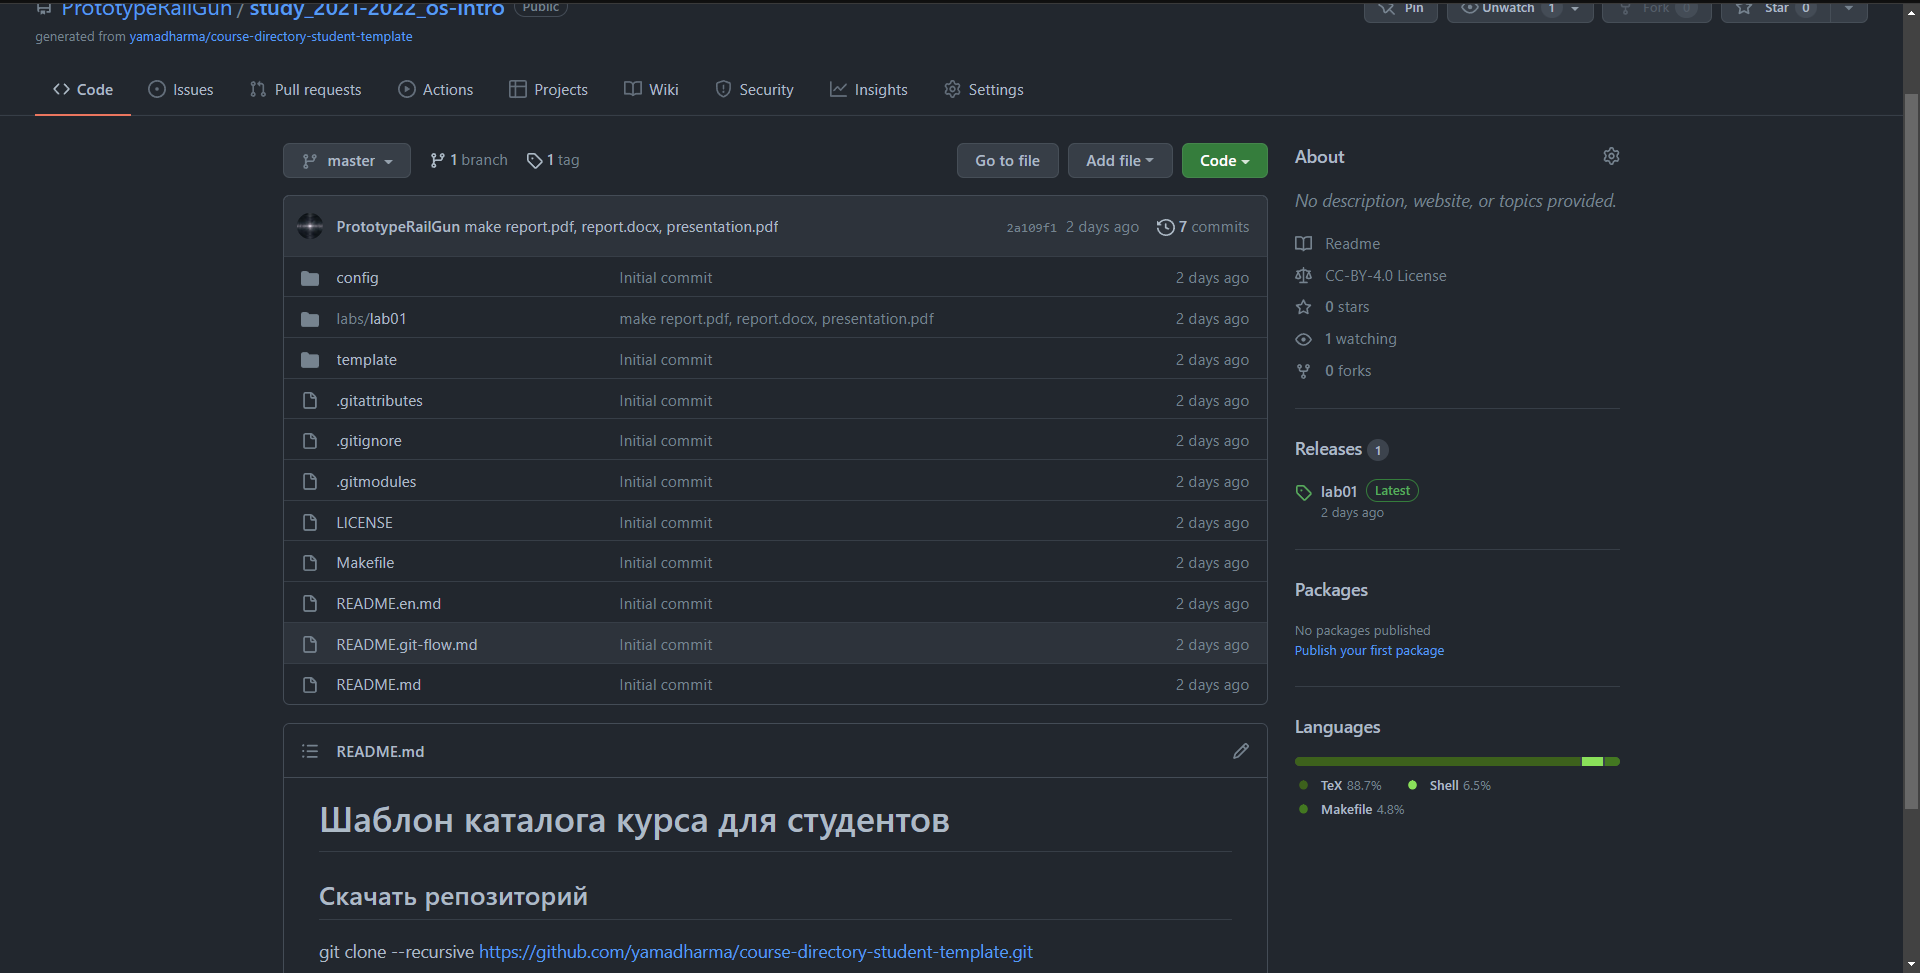 PrototypeRailGun / study_2021-2022_os-intro Public Pin Unwatch 1 Fork 0 Star 0
generated from yamadharma/course-directory-student-template
Code Issues Pull requests Actions Projects Wiki Security Insights Settings
master 1 branch 1 tag Go to file Add file Code
PrototypeRailGun make report.pdf, report.docx, presentation.pdf 2a109f1 2 days ago 7 commits
config Initial commit 2 days ago
labs/lab01 make report.pdf, report.docx, presentation.pdf 2 days ago
template Initial commit 2 days ago
.gitattributes Initial commit 2 days ago
.gitignore Initial commit 2 days ago
.gitmodules Initial commit 2 days ago
LICENSE Initial commit 2 days ago
Makefile Initial commit 2 days ago
README.en.md Initial commit 2 days ago
README.git-flow.md Initial commit 2 days ago
README.md Initial commit 2 days ago
README.md
Шаблон каталога курса для студентов
Скачать репозиторий
git clone --recursive https://github.com/yamadharma/course-directory-student-template.git
About
No description, website, or topics provided.
Readme
CC-BY-4.0 License
0 stars
1 watching
0 forks
Releases 1
lab01 Latest
2 days ago
Packages
No packages published
Publish your first package
Languages
TeX 88.7% Shell 6.5%
Makefile 4.8%